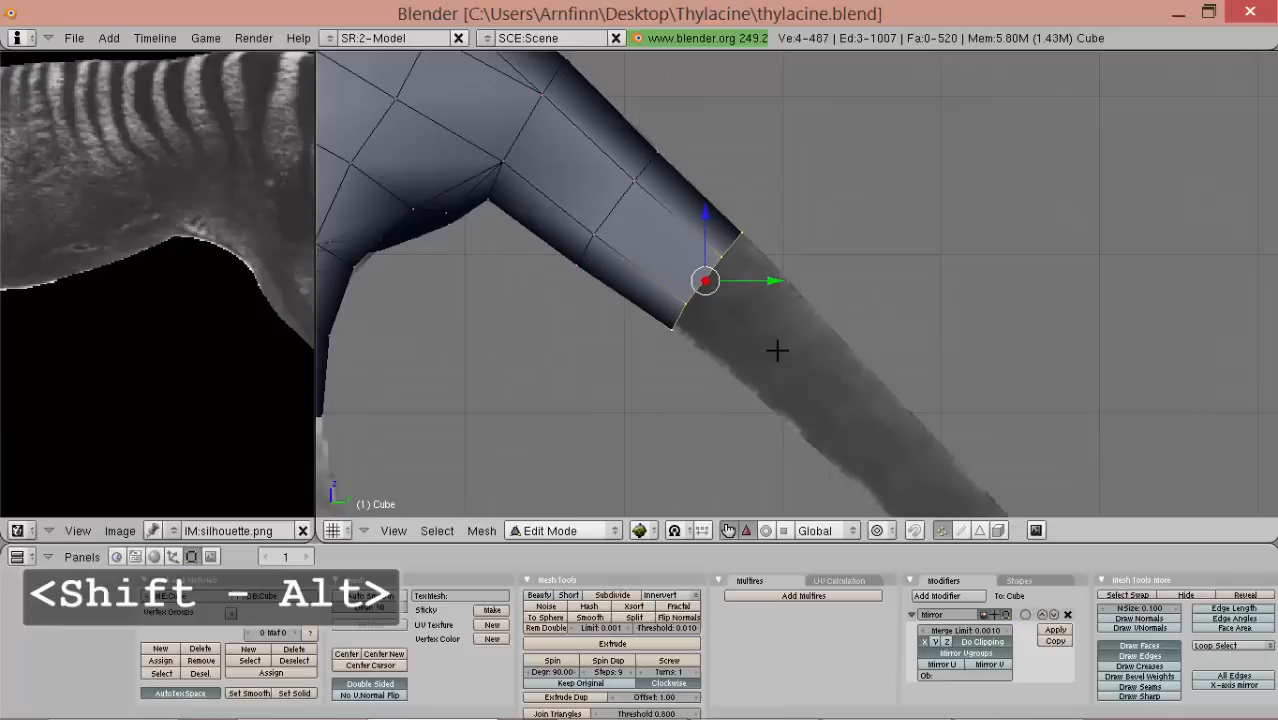 Blender [C:\Users\Arnfinn\Desktop\Thylacine\thylacine.blend]
File Add Timeline Game Render Help SR:2-Model SCE:Scene www.blender.org 249.2 Ve:4-487 | Ed:3-1007 | Fa:0-520 | Mem:5.80M (1.43M) Cube
z
(1) Cube
View Image IM:silhouette.png View Select Mesh Edit Mode Global
Panels 1
<Shift - Alt>
Vertex Groups
0 Mat 0 ?
New Delete New Delete
Assign Remove Select Deselect
Select Desel. Assign
AutoTexSpace Set Smooth Set Solid
TexMesh:
Sticky Make
UV Texture New
Vertex Color New
Center Center New
Center Cursor
Double Sided
No V.Normal Flip
Mesh Tools
Beauty Short Subdivide Innervert
Noise Hash Xsort Fractal
To Sphere Smooth Split Flip Normals
Rem Double Limit: 0.001 Threshold: 0.010
Extrude
Spin Spin Dup Screw
Degr: 90.00 Steps: 9 Turns: 1
Keep Original Clockwise
Extrude Dup Offset: 1.00
Join Triangles Threshold 0.800
Multires UV Calculation
Add Multires
Modifiers Shapes
Add Modifier To: Cube
Mirror
Merge Limit: 0.0010 Apply
X Y Z Do Clipping Copy
Mirror Vgroups
Mirror U Mirror V
Ob:
Mesh Tools More
Select Swap Hide Reveal
NSize: 0.100 Edge Length
Draw Normals Edge Angles
Draw VNormals Face Area
Draw Faces Loop Select
Draw Edges
Draw Creases
Draw Bevel Weights All Edges
Draw Seams X-axis mirror
Draw Sharp